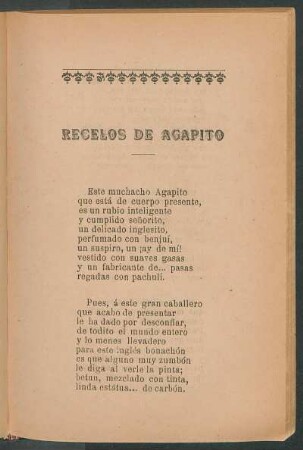 RECELOS DE AGAPITO
Este muchacho Agapito
que está de cuerpo presente,
es un rubio inteligente
y cumplido señorito,
un delicado inglesito,
perfumado con benjuí,
un suspiro, un ¡ay de mí!
vestido con suaves gasas
y un fabricante de... pasas
regadas con pachulí.
Pues, á este gran caballero
que acabo de presentar
le ha dado por desconfiar,
de todito el mundo entero
y lo menos llevadero
para este inglés bonachón
es que alguno muy zumbón
le diga al verle la pinta;
betun, mezclado con tinta,
linda estátua... de carbón.